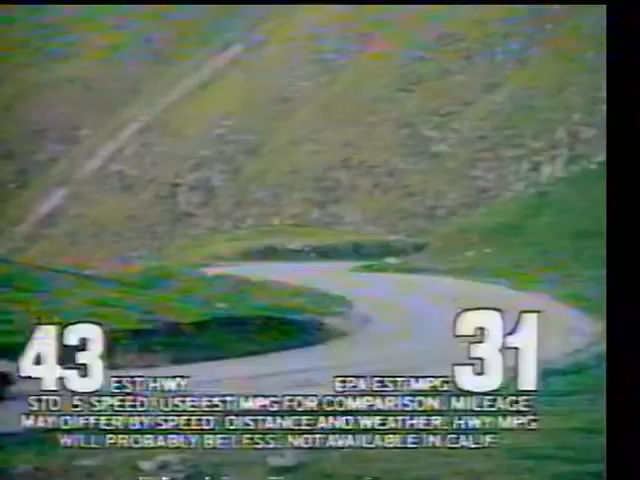 43 EST. HWY EPA EST. MPG 31
STD. 5-SPEED. USE EST. MPG FOR COMPARISON. MILEAGE
MAY DIFFER BY SPEED, DISTANCE AND WEATHER. HWY MPG
WILL PROBABLY BE LESS. NOT AVAILABLE IN CALIF.